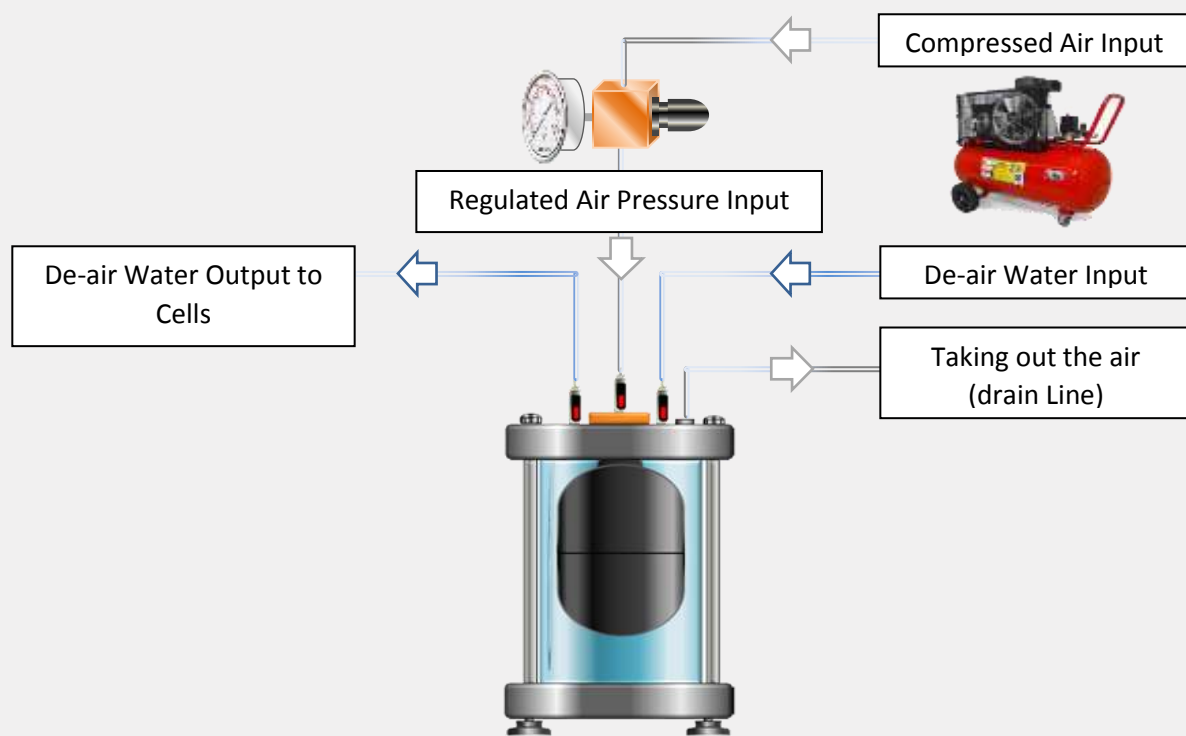 Compressed Air Input
Regulated Air Pressure Input
De-air Water Output to
Cells
De-air Water Input
Taking out the air
(drain Line)